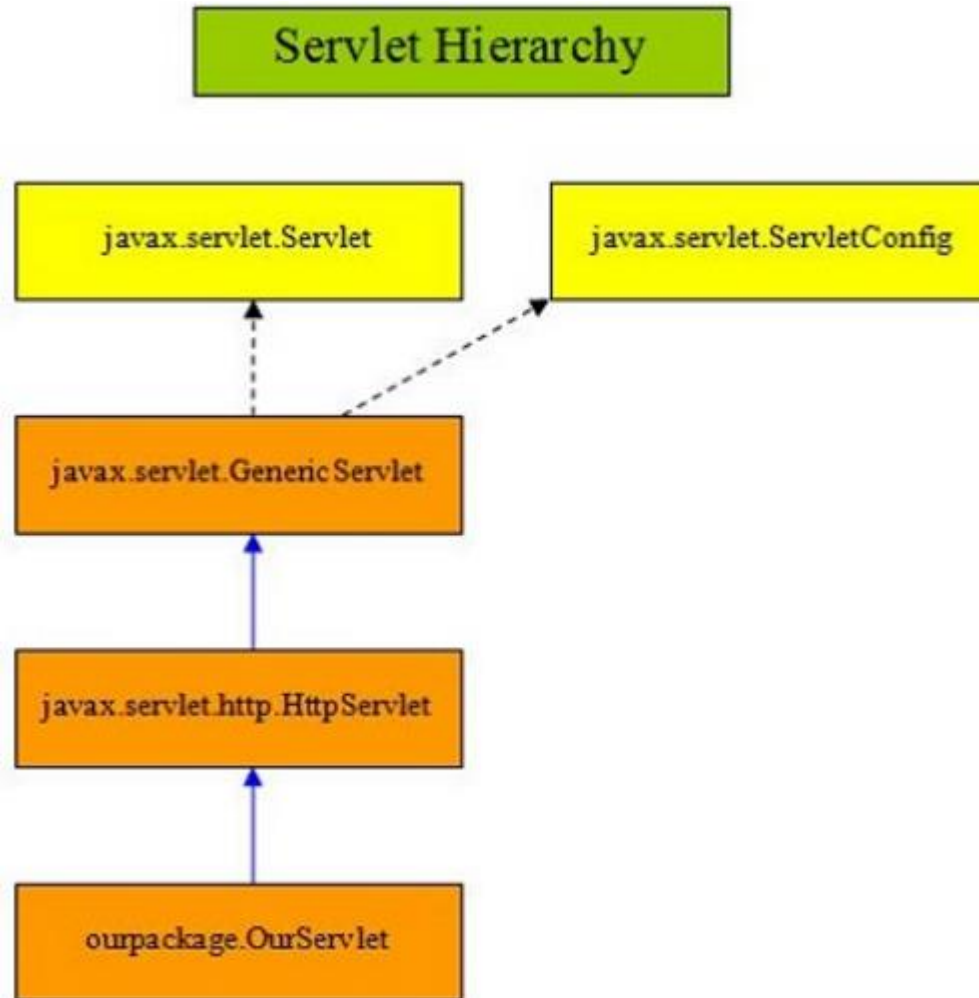 Servlet Hierarchy
javax.servlet.Servlet
javax.servlet.ServletConfig
javax.servlet.GenericServlet
javax.servlet.http.HttpServlet
ourpackage.OurServlet